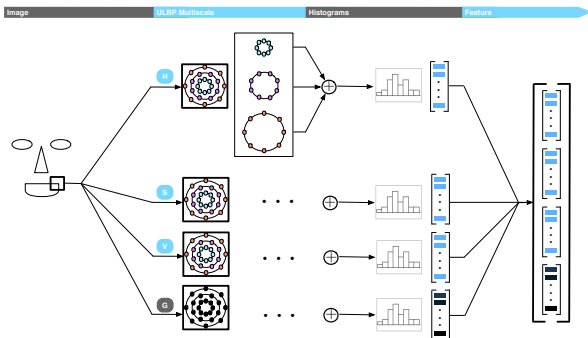 Image
ULBP Multiscale
Histograms
Feature
H
S
V
G